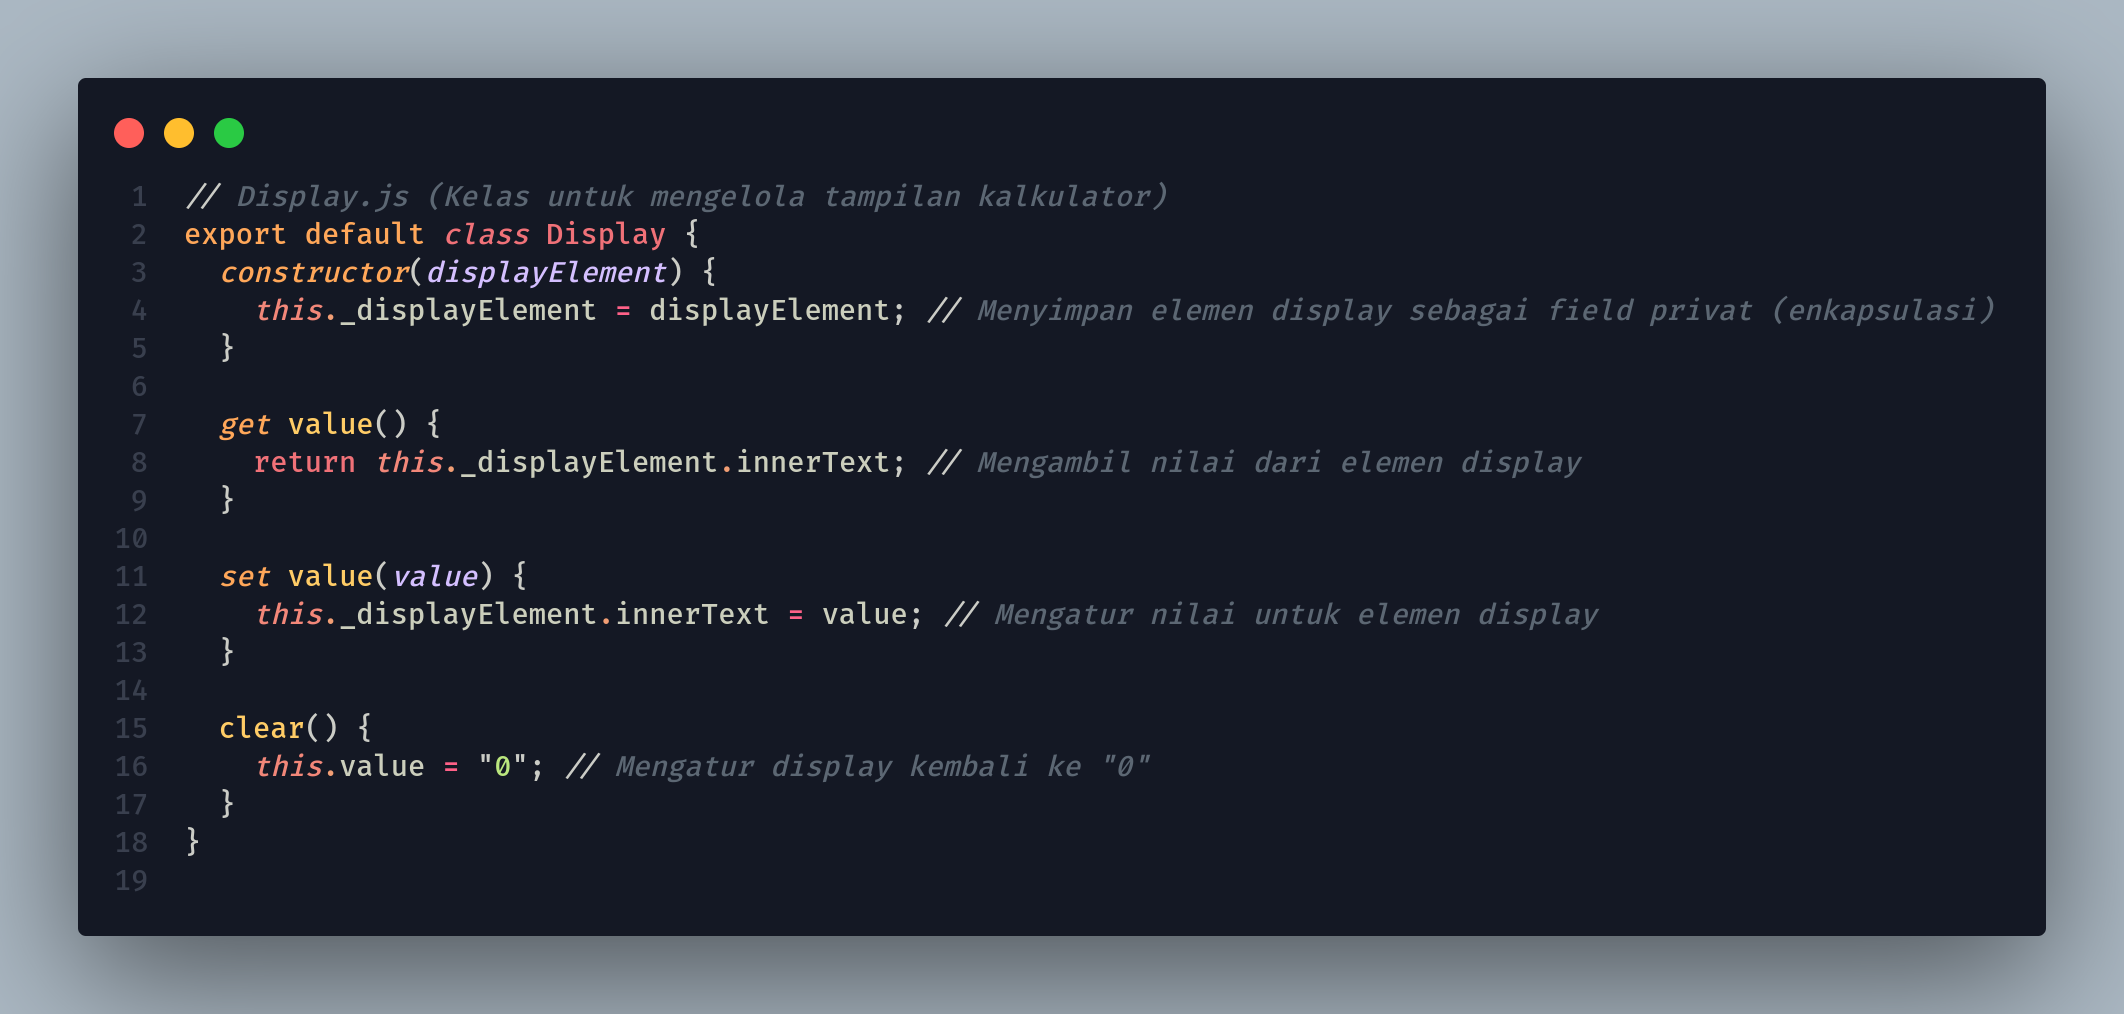 1 // Display.js (Kelas untuk mengelola tampilan kalkulator)
2 export default class Display {
3   constructor(displayElement) {
4     this._displayElement = displayElement; // Menyimpan elemen display sebagai field privat (enkapsulasi)
5   }
6
7   get value() {
8     return this._displayElement.innerText; // Mengambil nilai dari elemen display
9   }
10
11   set value(value) {
12     this._displayElement.innerText = value; // Mengatur nilai untuk elemen display
13   }
14
15   clear() {
16     this.value = "0"; // Mengatur display kembali ke "0"
17   }
18 }
19